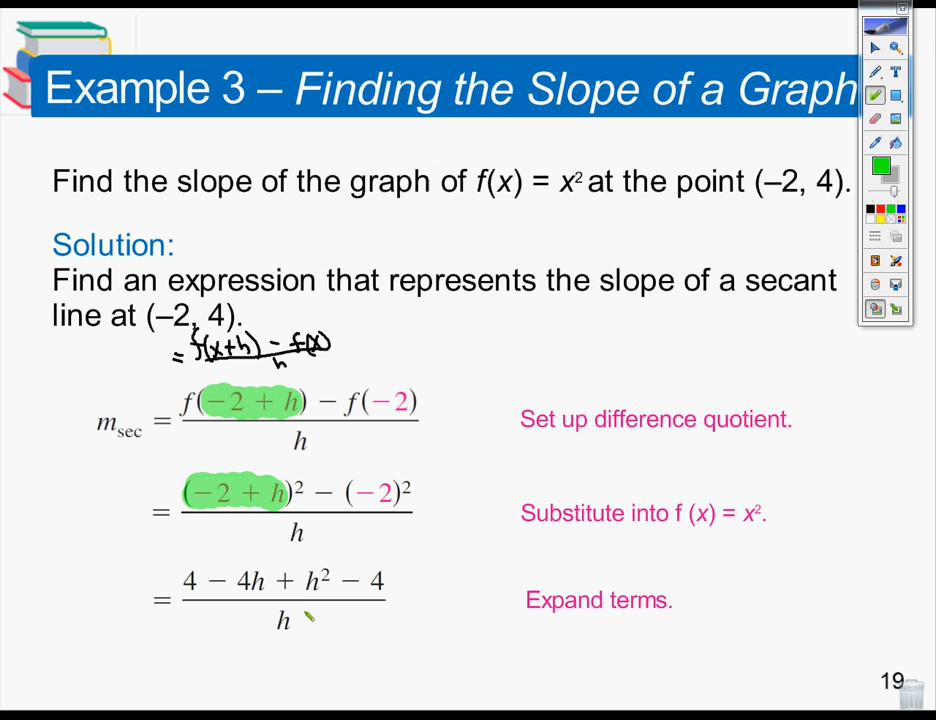 Example 3 – Finding the Slope of a Graph
Find the slope of the graph of f(x) = x² at the point (–2, 4).
Solution:
Find an expression that represents the slope of a secant
line at (–2, 4).
= f(x+h) - f(x) / h
m_sec = f(−2 + h) − f(−2) / h
Set up difference quotient.
= (−2 + h)² − (−2)² / h
Substitute into f (x) = x².
= 4 − 4h + h² − 4 / h
Expand terms.
19
T